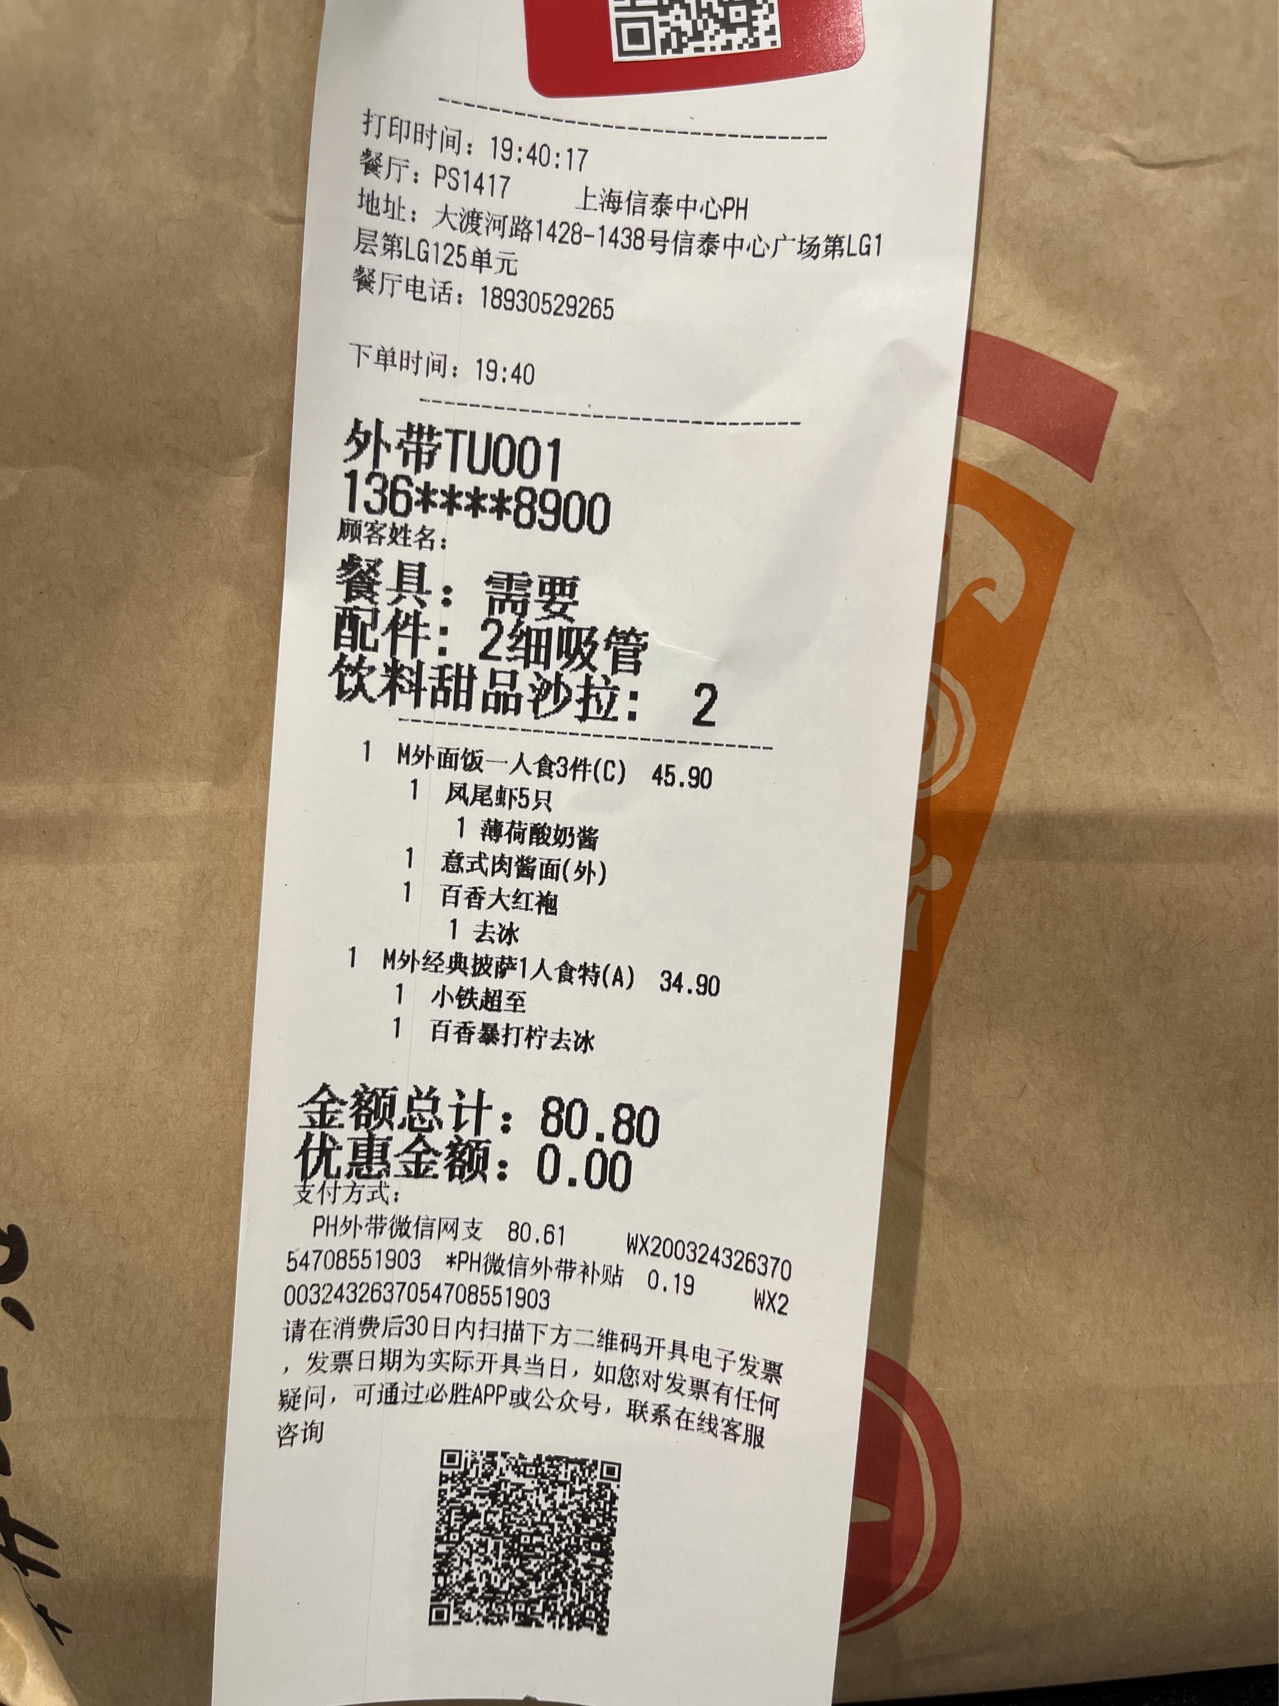 打印时间：19:40:17
餐厅：PS1417 上海信泰中心PH
地址：大渡河路1428-1438号信泰中心广场第LG1
层第LG125单元
餐厅电话：18930529265
下单时间：19:40
外带TU001
136****8900
顾客姓名：
餐具：需要
配件：2细吸管
饮料甜品沙拉： 2
1 M外面饭一人食3件(C) 45.90
1 凤尾虾5只
1 薄荷酸奶酱
1 意式肉酱面(外)
1 百香大红袍
1 去冰
1 M外经典披萨1人食特(A) 34.90
1 小铁超至
1 百香暴打柠去冰
金额总计：80.80
优惠金额：0.00
支付方式：
PH外带微信网支 80.61 WX200324326370
54708551903 *PH微信外带补贴 0.19 WX2
0032432637054708551903
请在消费后30日内扫描下方二维码开具电子发票
，发票日期为实际开具当日，如您对发票有任何
疑问，可通过必胜APP或公众号，联系在线客服
咨询